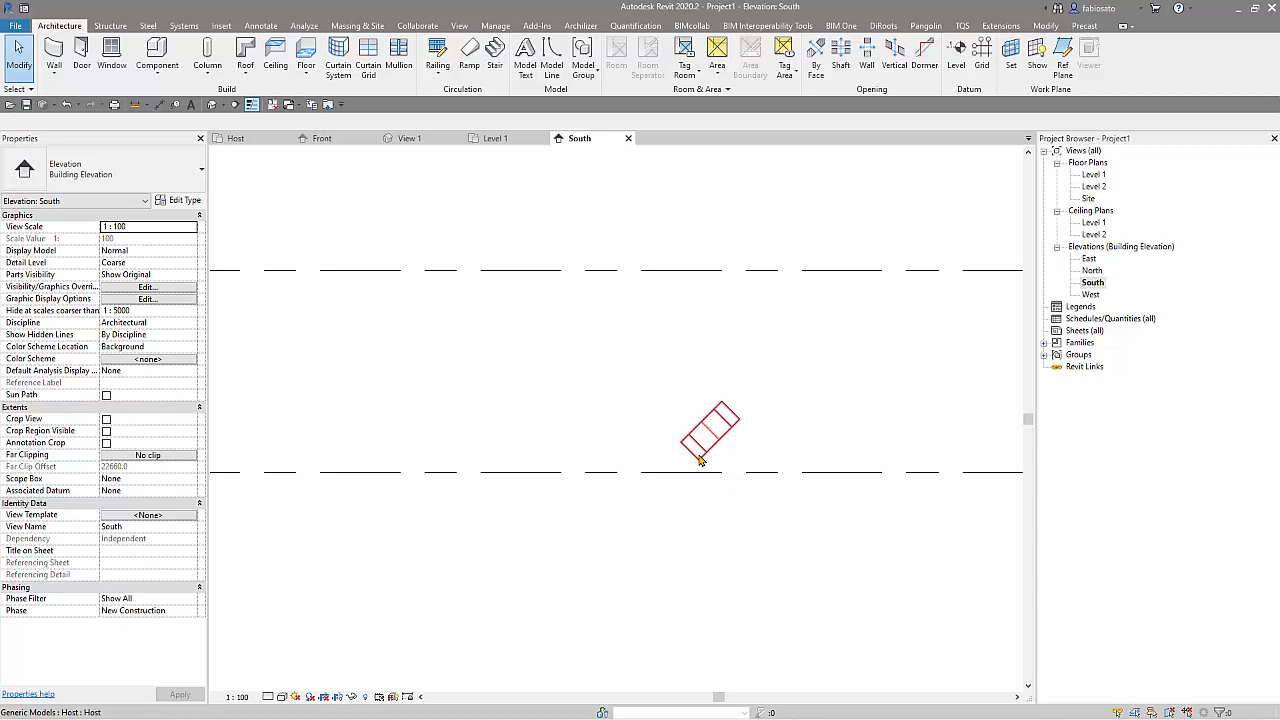 Autodesk Revit 2020.2 - Project1 - Elevation: South
fabiosato
File Architecture Structure Steel Systems Insert Annotate Analyze Massing & Site Collaborate View Manage Add-Ins Archilizer Quantification BIMcollab BIM Interoperability Tools BIM One DiRoots Pangolin TQS Extensions Modify Precast
Modify Wall Door Window Component Column Roof Ceiling Floor Curtain System Curtain Grid Mullion Railing Ramp Stair Model Text Model Line Model Group Room Room Separator Tag Room Area Area Boundary Tag Area By Face Shaft Wall Vertical Dormer Level Grid Set Show Ref Plane Viewer
Select Build Circulation Model Room & Area Opening Datum Work Plane
Properties
Host Front View 1 Level 1 South
Project Browser - Project1
Elevation
Building Elevation
Elevation: South Edit Type
Graphics
View Scale 1 : 100
Scale Value 1: 100
Display Model Normal
Detail Level Coarse
Parts Visibility Show Original
Visibility/Graphics Overri... Edit...
Graphic Display Options Edit...
Hide at scales coarser than 1 : 5000
Discipline Architectural
Show Hidden Lines By Discipline
Color Scheme Location Background
Color Scheme <none>
Default Analysis Display ... None
Reference Label
Sun Path
Extents
Crop View
Crop Region Visible
Annotation Crop
Far Clipping No clip
Far Clip Offset 22660.0
Scope Box None
Associated Datum None
Identity Data
View Template <None>
View Name South
Dependency Independent
Title on Sheet
Referencing Sheet
Referencing Detail
Phasing
Phase Filter Show All
Phase New Construction
Properties help Apply
Views (all)
Floor Plans
Level 1
Level 2
Site
Ceiling Plans
Level 1
Level 2
Elevations (Building Elevation)
East
North
South
West
Legends
Schedules/Quantities (all)
Sheets (all)
Families
Groups
Revit Links
1 : 100
Generic Models : Host : Host
:0
:0